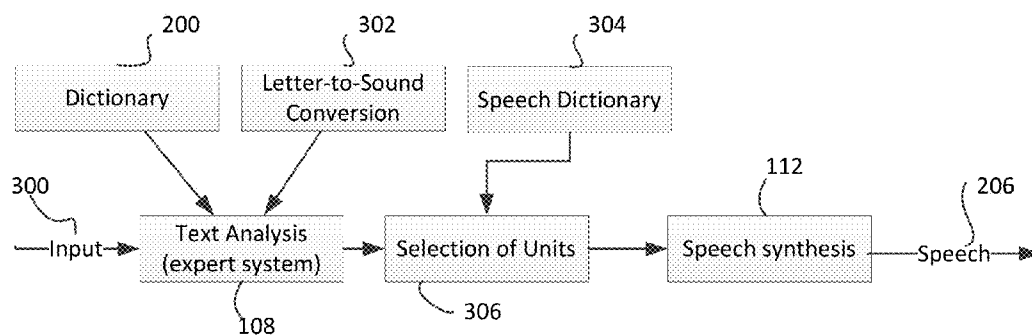 200
302
304
Dictionary
Letter-to-Sound
Conversion
Speech Dictionary
300
112
206
Input
Text Analysis
(expert system)
Selection of Units
Speech synthesis
Speech
108
306